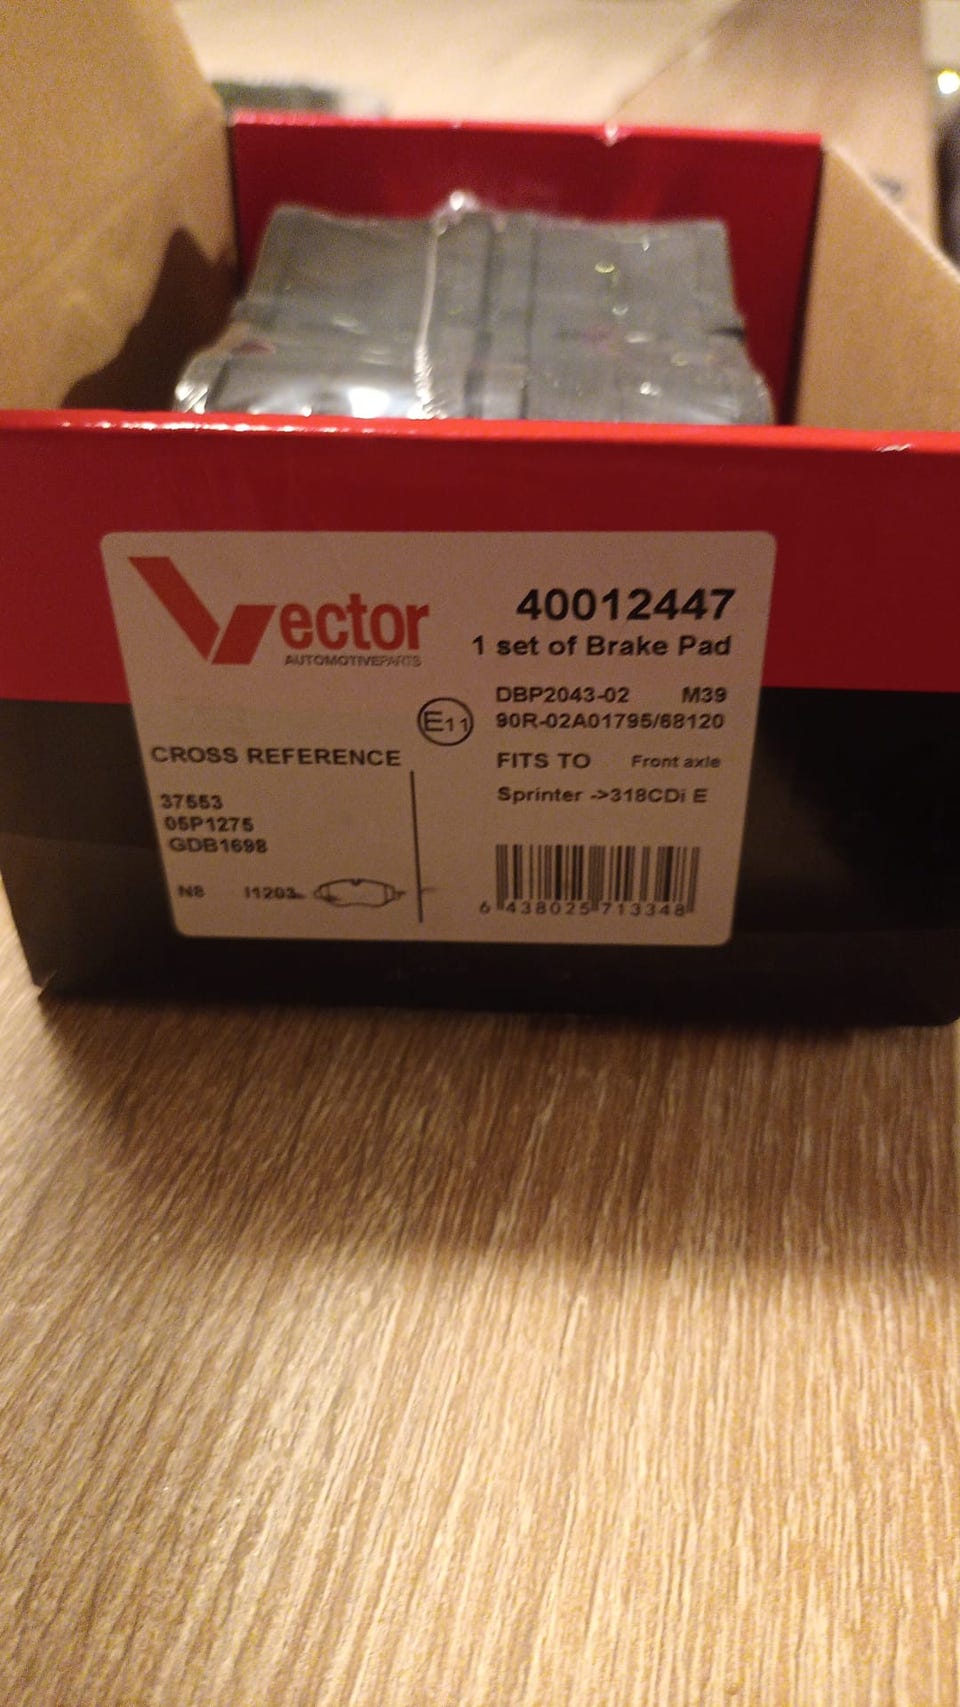 Vector
AUTOMOTIVEPARTS
40012447
1 set of Brake Pad
DBP2043-02 M39
E11 90R-02A01795/68120
CROSS REFERENCE
FITS TO Front axle
Sprinter ->318CDi E
37553
05P1275
GDB1698
N8 I1203
6 438025 713348